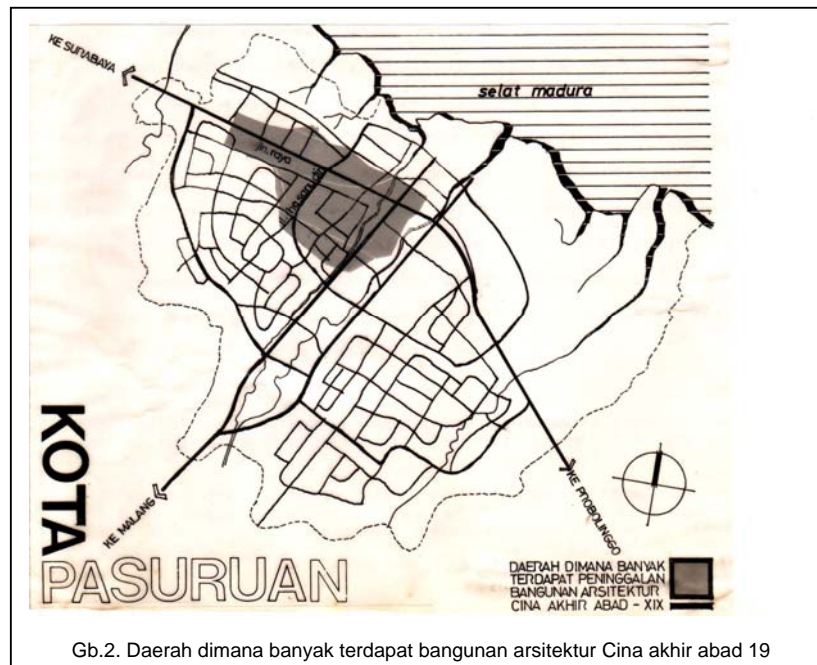 KE SURABAYA
selat madura
jln. raya
KOTA
PASURUAN
KE MALANG
KE PROBOLINGGO
DAERAH DIMANA BANYAK
TERDAPAT PENINGGALAN
BANGUNAN ARSITEKTUR
CINA AKHIR ABAD - XIX
Gb.2. Daerah dimana banyak terdapat bangunan arsitektur Cina akhir abad 19